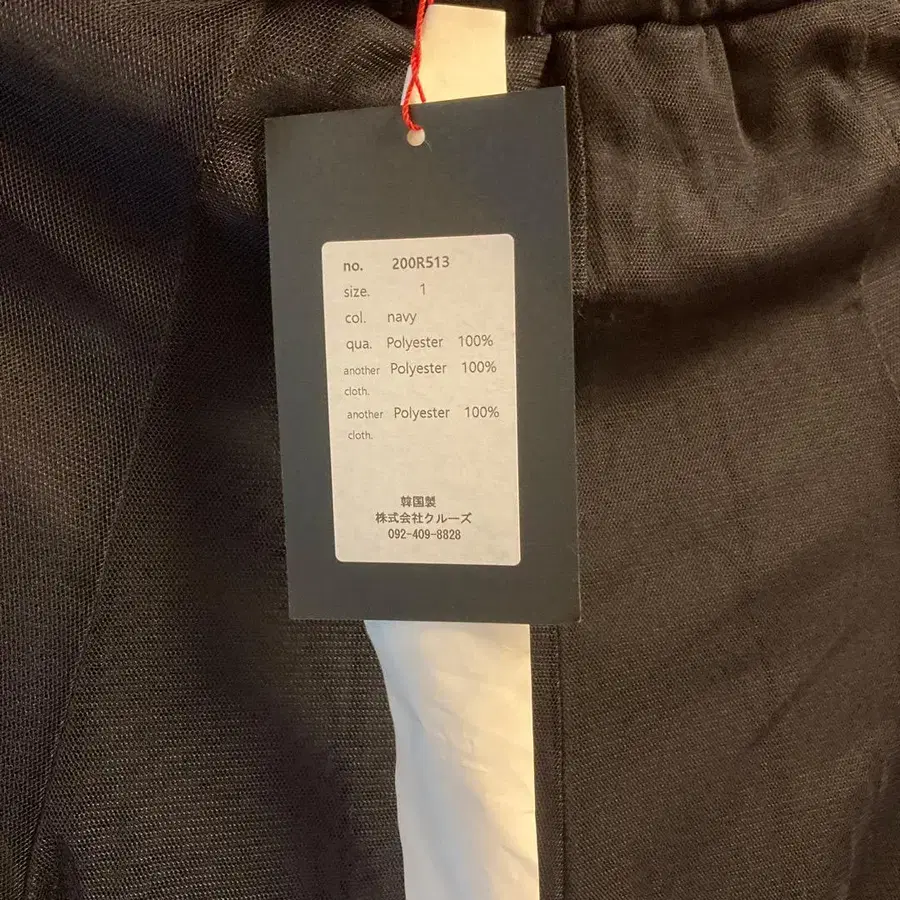 no. 200R513
size. 1
col. navy
qua. Polyester 100%
another Polyester 100%
cloth.
another Polyester 100%
cloth.
韓国製
株式会社クルーズ
092-409-8828